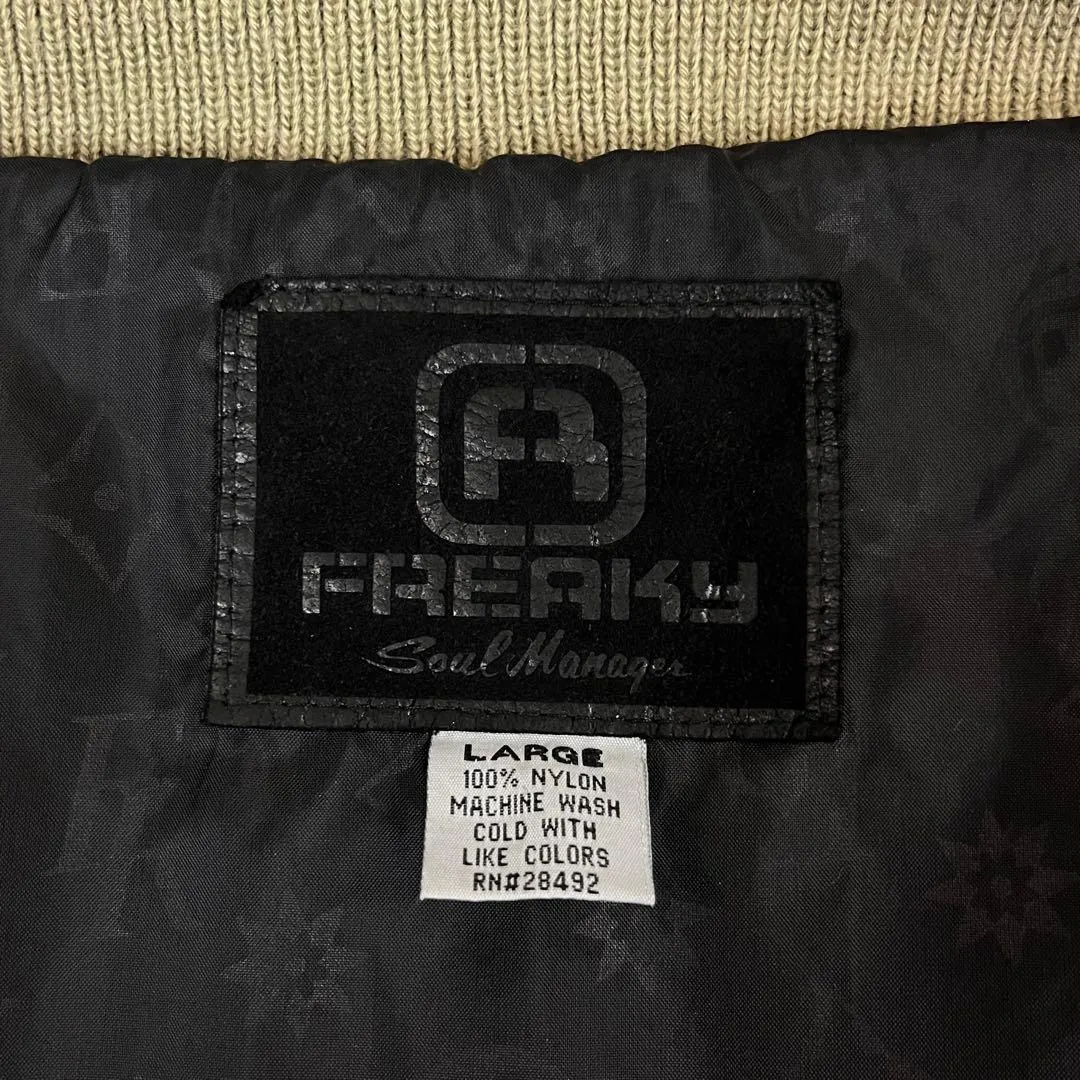 R
FREAKY
Soul Manager
LARGE
100% NYLON
MACHINE WASH
COLD WITH
LIKE COLORS
RN#28492